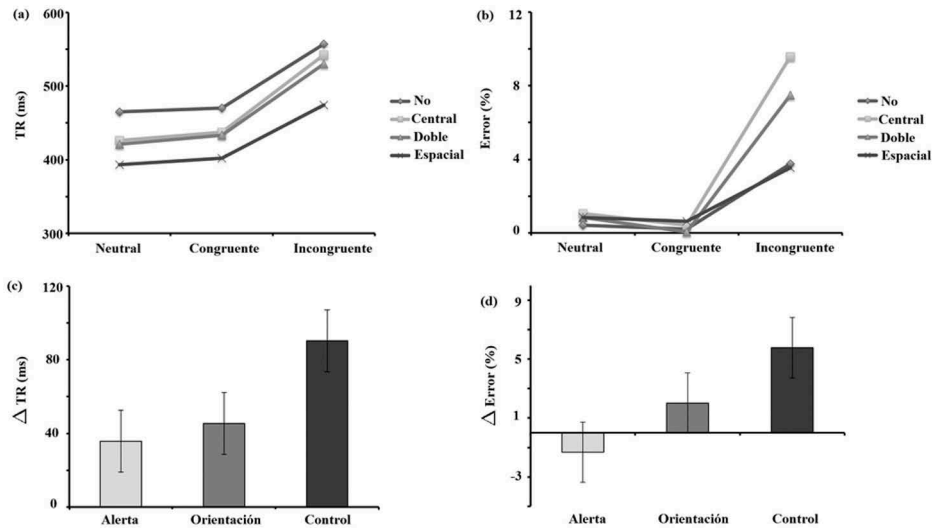 (a)
600
500
400
300
TR (ms)
Neutral Congruente Incongruente
No
Central
Doble
Espacial
(b)
12
8
4
0
Error (%)
Neutral Congruente Incongruente
No
Central
Doble
Espacial
(c)
120
80
40
0
△ TR (ms)
Alerta Orientación Control
(d)
9
5
1
-3
△ Error (%)
Alerta Orientación Control